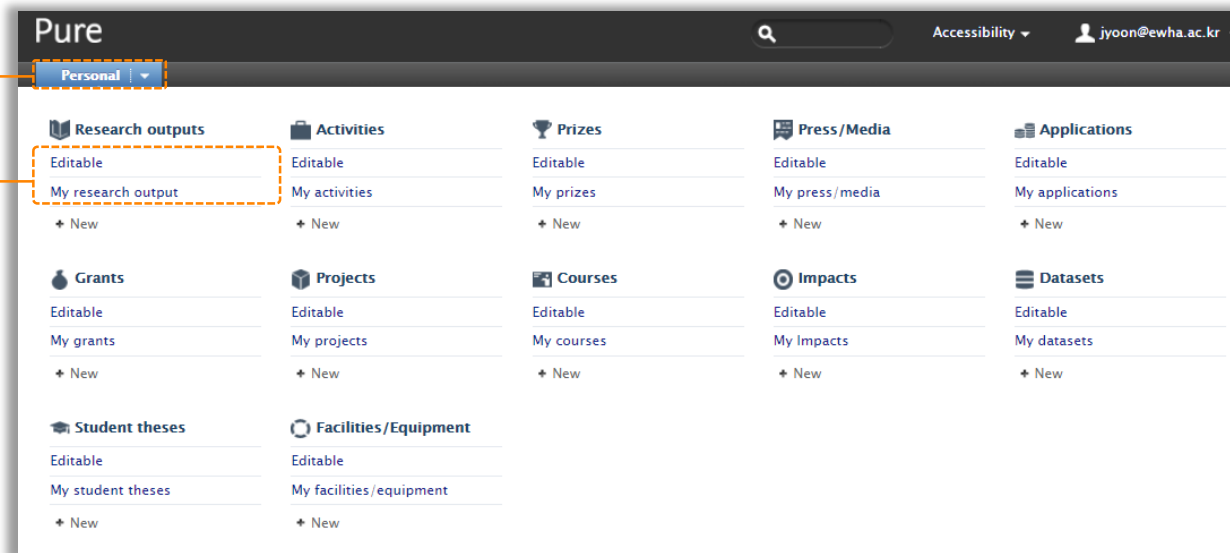 Pure
Accessibility
jyoon@ewha.ac.kr
Personal
Research outputs
Editable
My research output
+ New
Activities
Editable
My activities
+ New
Prizes
Editable
My prizes
+ New
Press/Media
Editable
My press/media
+ New
Applications
Editable
My applications
+ New
Grants
Editable
My grants
+ New
Projects
Editable
My projects
+ New
Courses
Editable
My courses
+ New
Impacts
Editable
My Impacts
+ New
Datasets
Editable
My datasets
+ New
Student theses
Editable
My student theses
+ New
Facilities/Equipment
Editable
My facilities/equipment
+ New